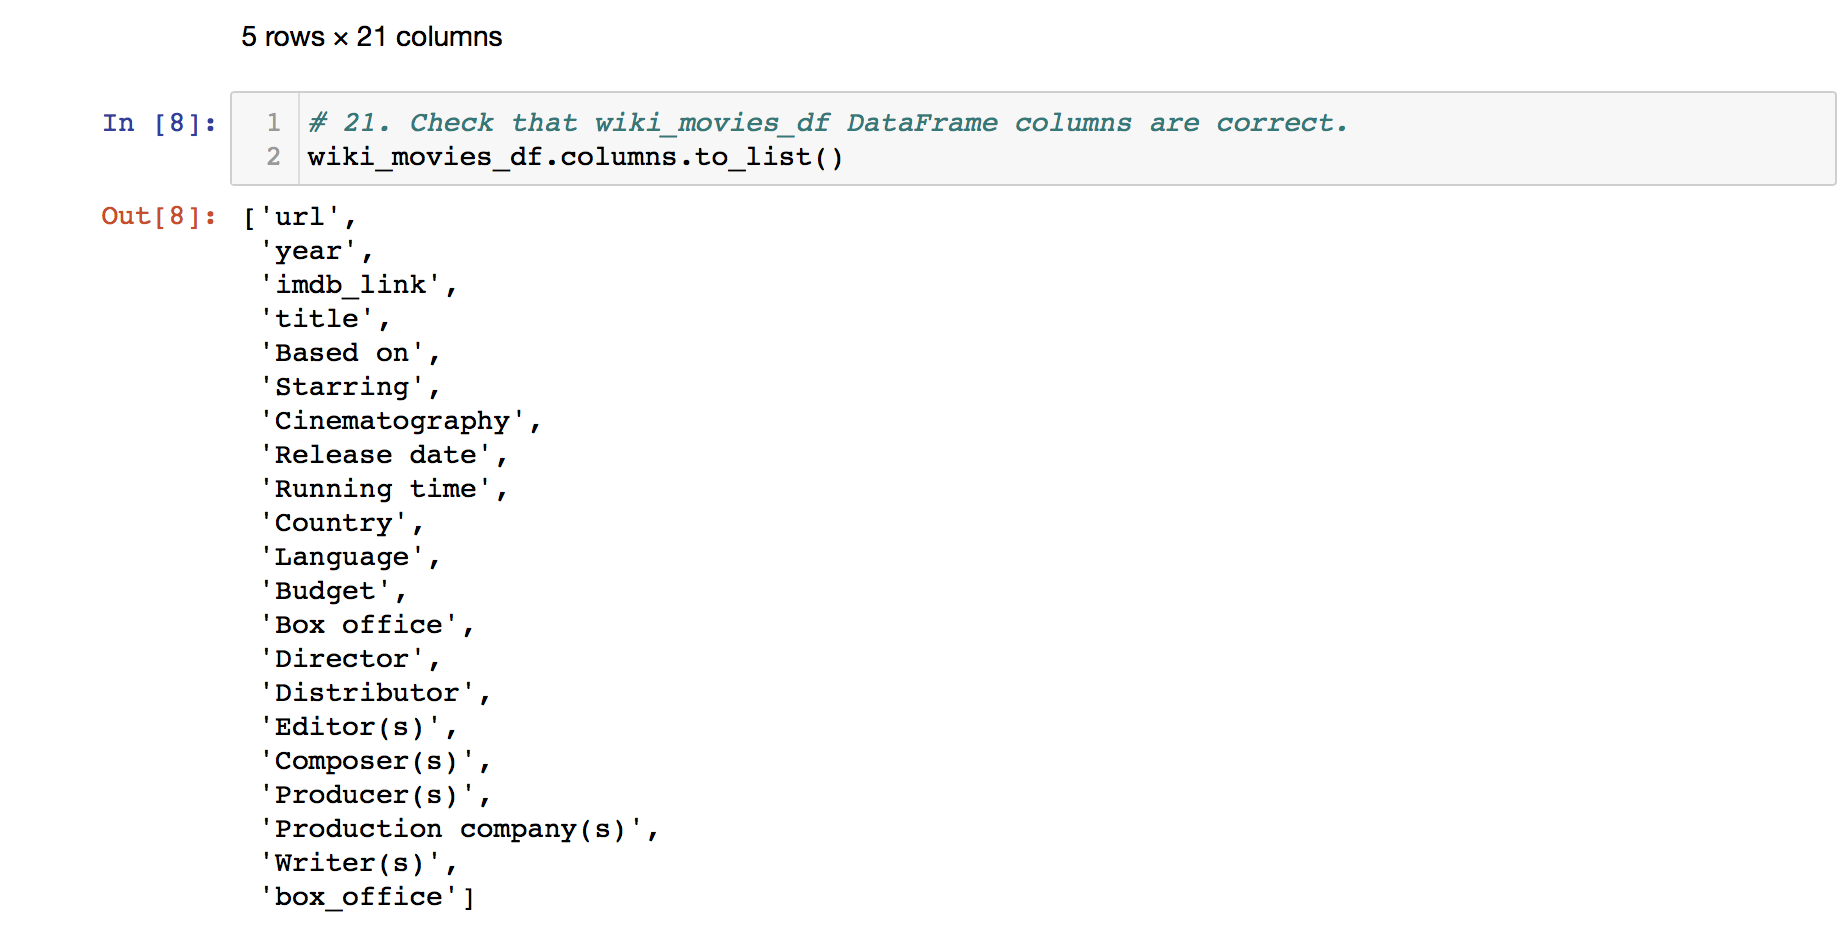 5 rows × 21 columns
In [8]:
1 # 21. Check that wiki_movies_df DataFrame columns are correct.
2 wiki_movies_df.columns.to_list()
Out[8]: ['url',
'year',
'imdb_link',
'title',
'Based on',
'Starring',
'Cinematography',
'Release date',
'Running time',
'Country',
'Language',
'Budget',
'Box office',
'Director',
'Distributor',
'Editor(s)',
'Composer(s)',
'Producer(s)',
'Production company(s)',
'Writer(s)',
'box_office']